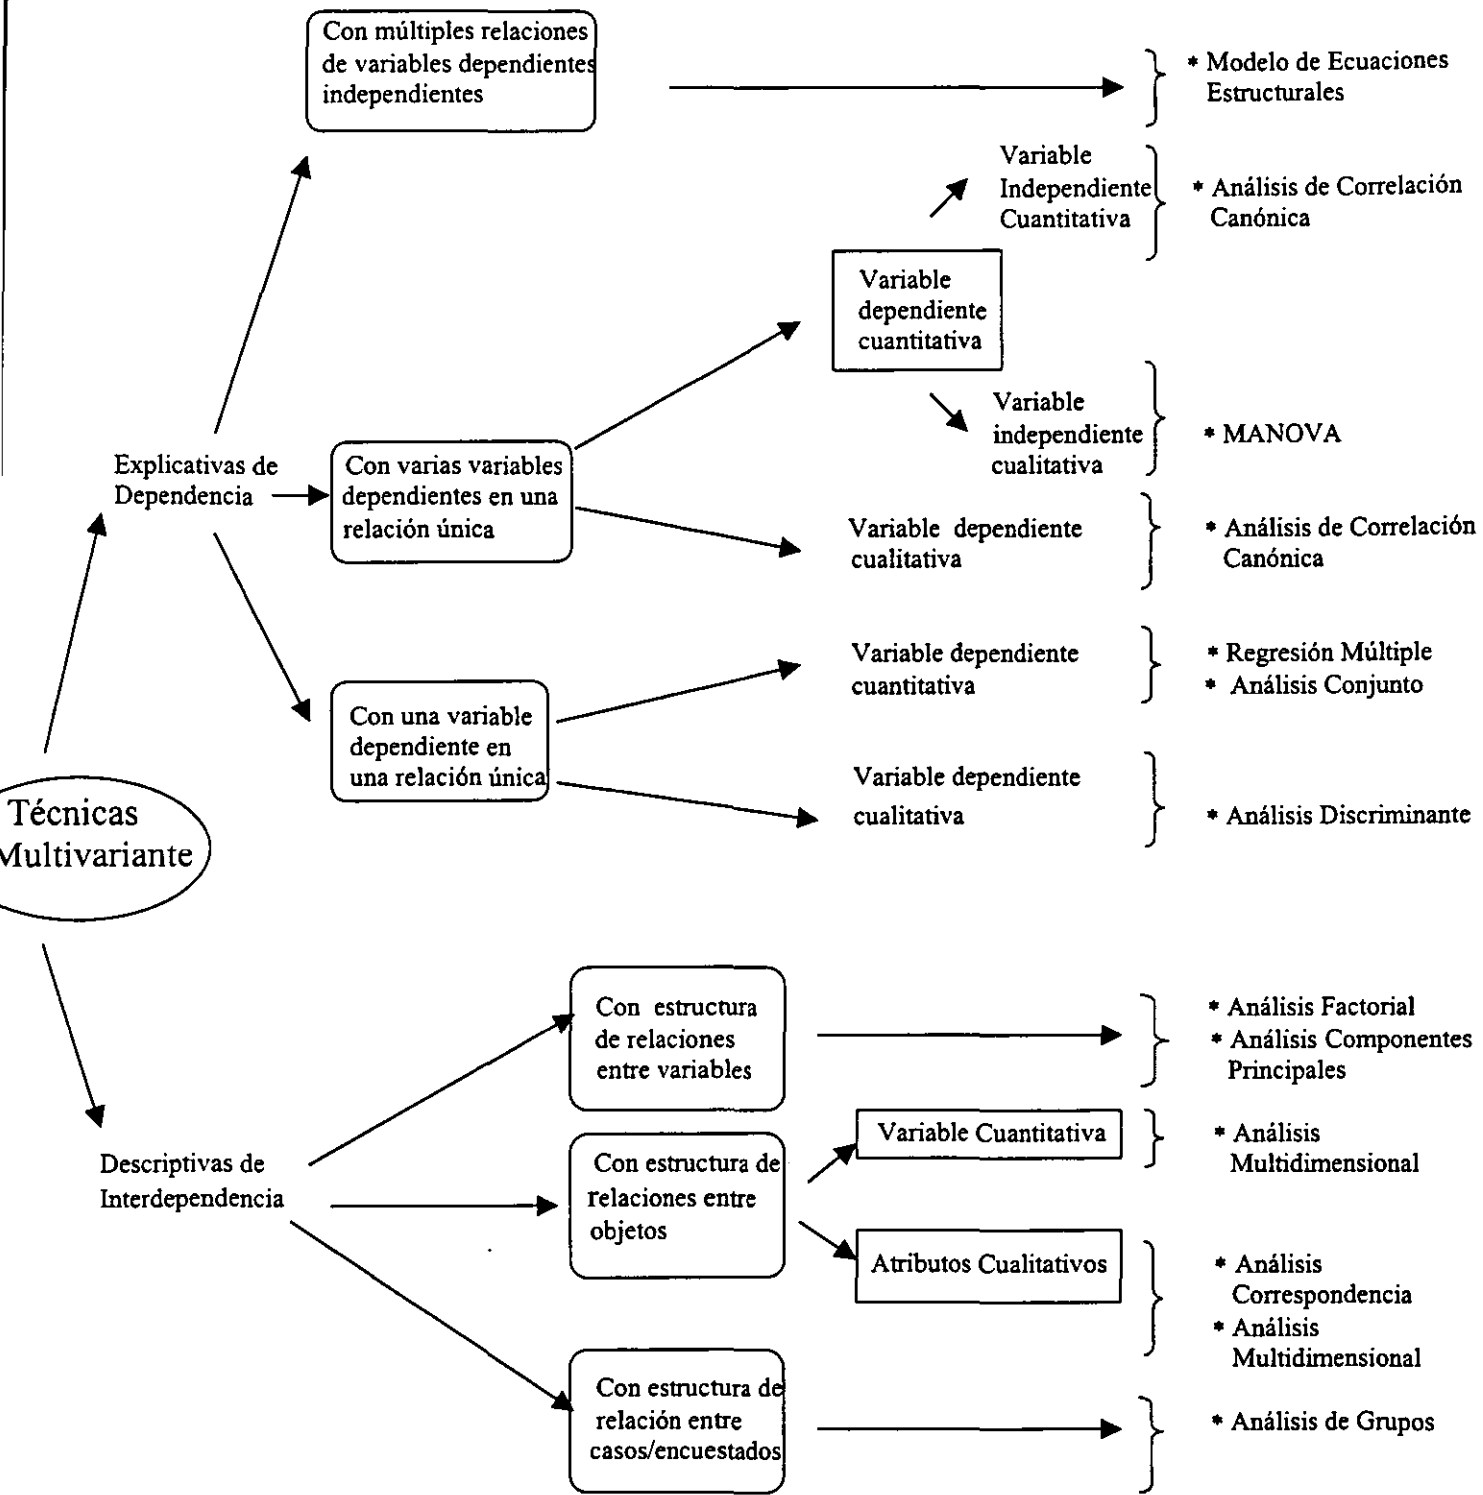 Con múltiples relaciones
de variables dependientes
independientes
* Modelo de Ecuaciones
Estructurales
Variable
Independiente
Cuantitativa
* Análisis de Correlación
Canónica
Variable
dependiente
cuantitativa
Variable
independiente
cualitativa
* MANOVA
Explicativas de
Dependencia
Con varias variables
dependientes en una
relación única
Variable dependiente
cualitativa
* Análisis de Correlación
Canónica
Con una variable
dependiente en
una relación única
Variable dependiente
cuantitativa
* Regresión Múltiple
* Análisis Conjunto
Variable dependiente
cualitativa
* Análisis Discriminante
Técnicas
Multivariante
Con estructura
de relaciones
entre variables
* Análisis Factorial
* Análisis Componentes
Principales
Descriptivas de
Interdependencia
Con estructura de
relaciones entre
objetos
Variable Cuantitativa
* Análisis
Multidimensional
Atributos Cualitativos
* Análisis
Correspondencia
* Análisis
Multidimensional
Con estructura de
relación entre
casos/encuestados
* Análisis de Grupos